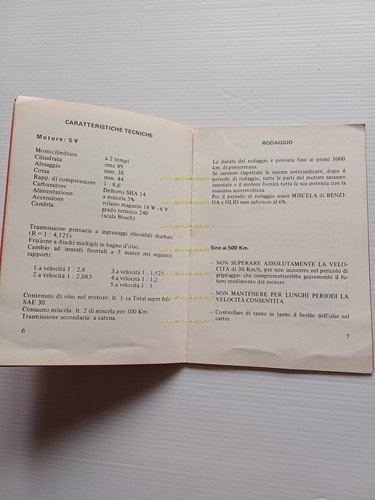 CARATTERISTICHE TECNICHE
Motore: 5 V
Monocilindrico a 2 tempi
Cilindrata cmc 49
Alesaggio mm. 38
Corsa mm. 44
Rapp. di compressione 1 : 8,6
Carburatore Dellorto SHA 14
Alimentazione a miscela 5%
Accensione volano magnete 18 W - 6 V
Candela grado termico 240
(scala Bosch)
Trasmissione primaria a ingranaggi elicoidali sbarbati
(R = 1 : 4,125).
Frizione a dischi multipli in bagno d'olio.
Cambio ad innesti frontali a 5 marce nei seguenti
rapporti:
1.a velocità 1 : 2,8 3.a velocità 1 : 1,529
2.a velocità 1 : 2,083 4.a velocità 1 : 1,2
5.a velocità 1 : 1
Contenuto di olio nel motore: lt. 1 ca Total super
SAE 30.
Consumo miscela: lt. 2 di miscela per 100 Km.
Trasmissione secondaria: a catena.
6
RODAGGIO
La durata del rodaggio è prevista fino ai primi 1000
km. di percorrenza.
Se saranno rispettate le norme sottoindicate, dopo il
periodo di rodaggio, tutte le parti del motore saranno
assestate e il motore fornirà tutta la sua potenza con la
massima scorrevolezza.
Per il periodo di rodaggio usare MISCELA di BENZI-
NA e OLIO non inferiore al 6%.
Sino ai 500 Km.
— NON SUPERARE ASSOLUTAMENTE LA VELO-
CITÀ di 30 Km/h, per non incorrere nel pericolo di
grippaggio che comprometterebbe gravemente il fu-
turo rendimento del motore.
— NON MANTENERE PER LUNGHI PERIODI LA
VELOCITÀ CONSENTITA.
— Controllare di tanto in tanto il livello dell'olio nel
carter.
7